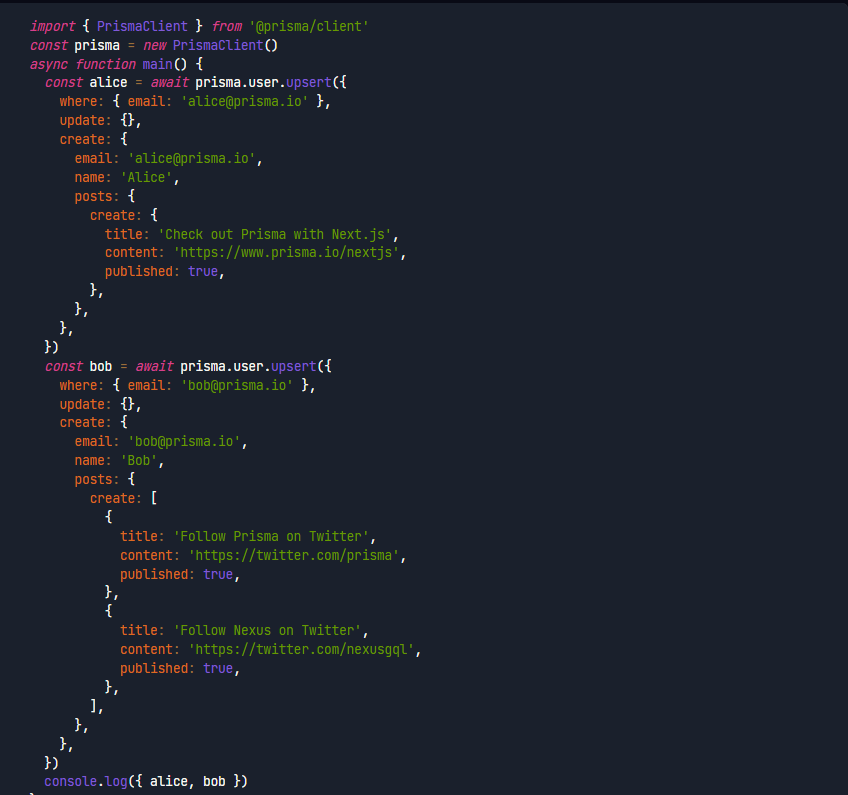 import { PrismaClient } from '@prisma/client'
const prisma = new PrismaClient()
async function main() {
  const alice = await prisma.user.upsert({
    where: { email: 'alice@prisma.io' },
    update: {},
    create: {
      email: 'alice@prisma.io',
      name: 'Alice',
      posts: {
        create: {
          title: 'Check out Prisma with Next.js',
          content: 'https://www.prisma.io/nextjs',
          published: true,
        },
      },
    },
  })
  const bob = await prisma.user.upsert({
    where: { email: 'bob@prisma.io' },
    update: {},
    create: {
      email: 'bob@prisma.io',
      name: 'Bob',
      posts: {
        create: [
          {
            title: 'Follow Prisma on Twitter',
            content: 'https://twitter.com/prisma',
            published: true,
          },
          {
            title: 'Follow Nexus on Twitter',
            content: 'https://twitter.com/nexusgql',
            published: true,
          },
        ],
      },
    },
  })
  console.log({ alice, bob })